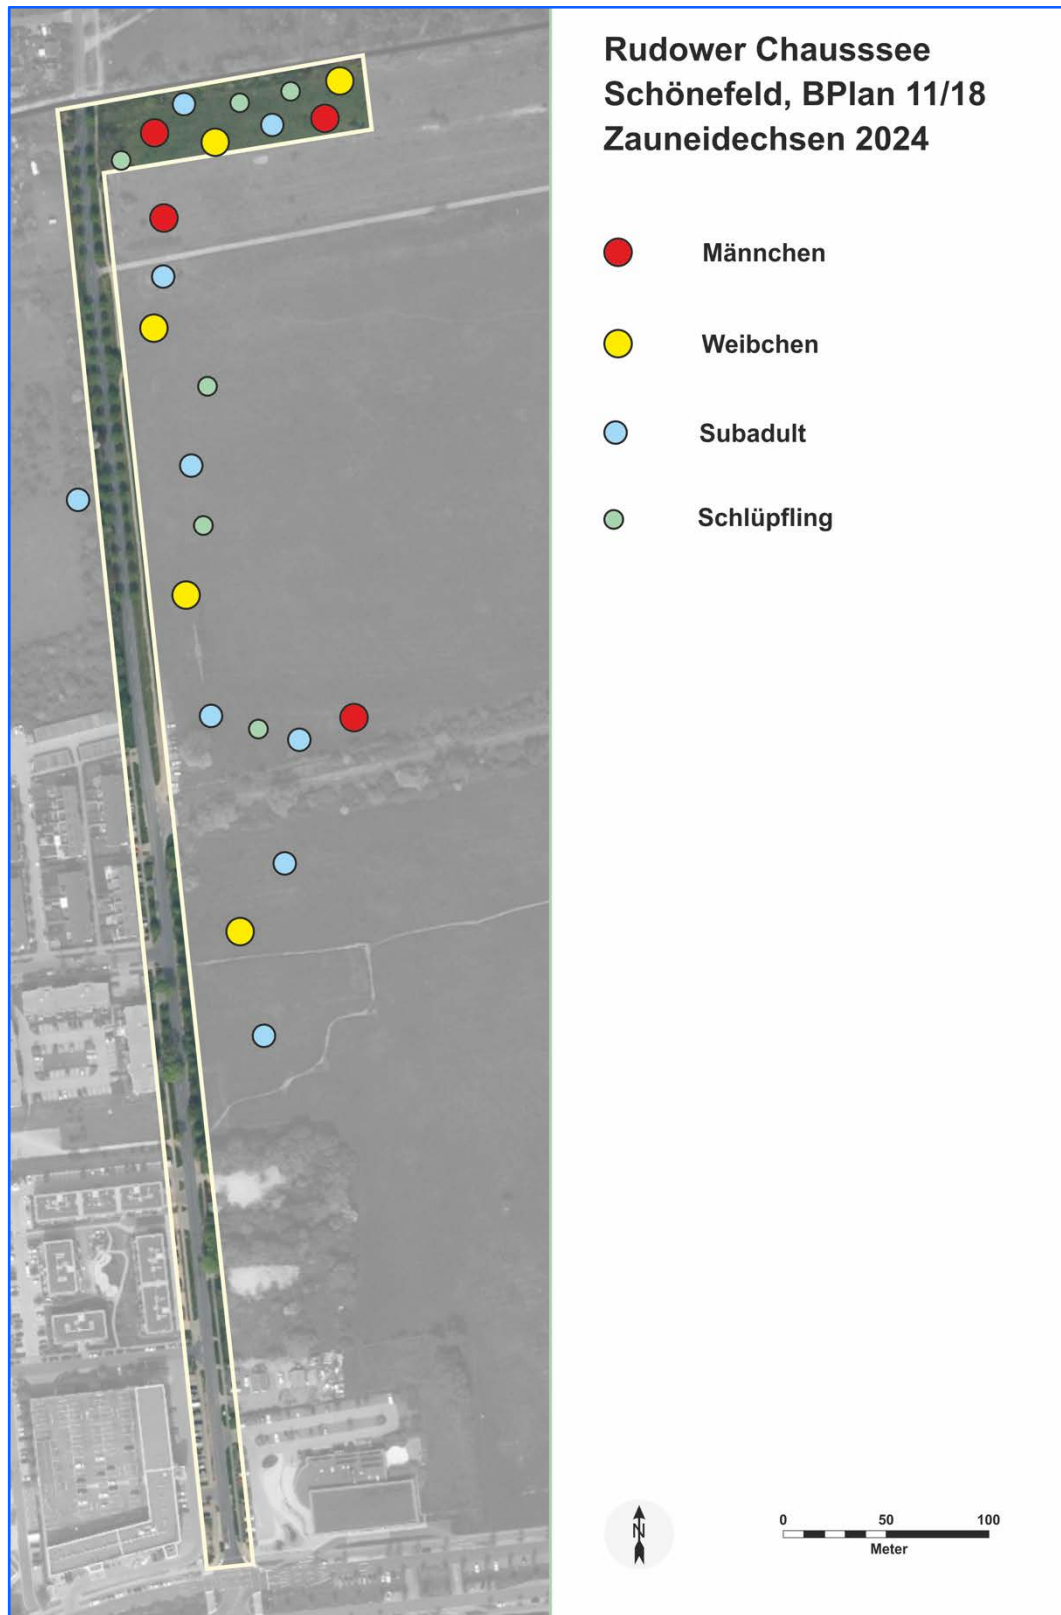 Rudower Chausssee
Schönefeld, BPlan 11/18
Zauneidechsen 2024
Männchen
Weibchen
Subadult
Schlüpfling
N
0 50 100
Meter